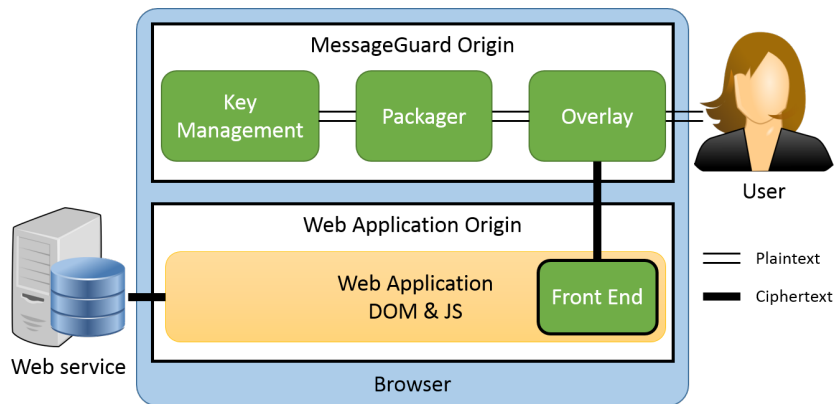 MessageGuard Origin
Key
Management
Packager
Overlay
User
Web Application Origin
Web Application
DOM & JS
Front End
Plaintext
Ciphertext
Web service
Browser